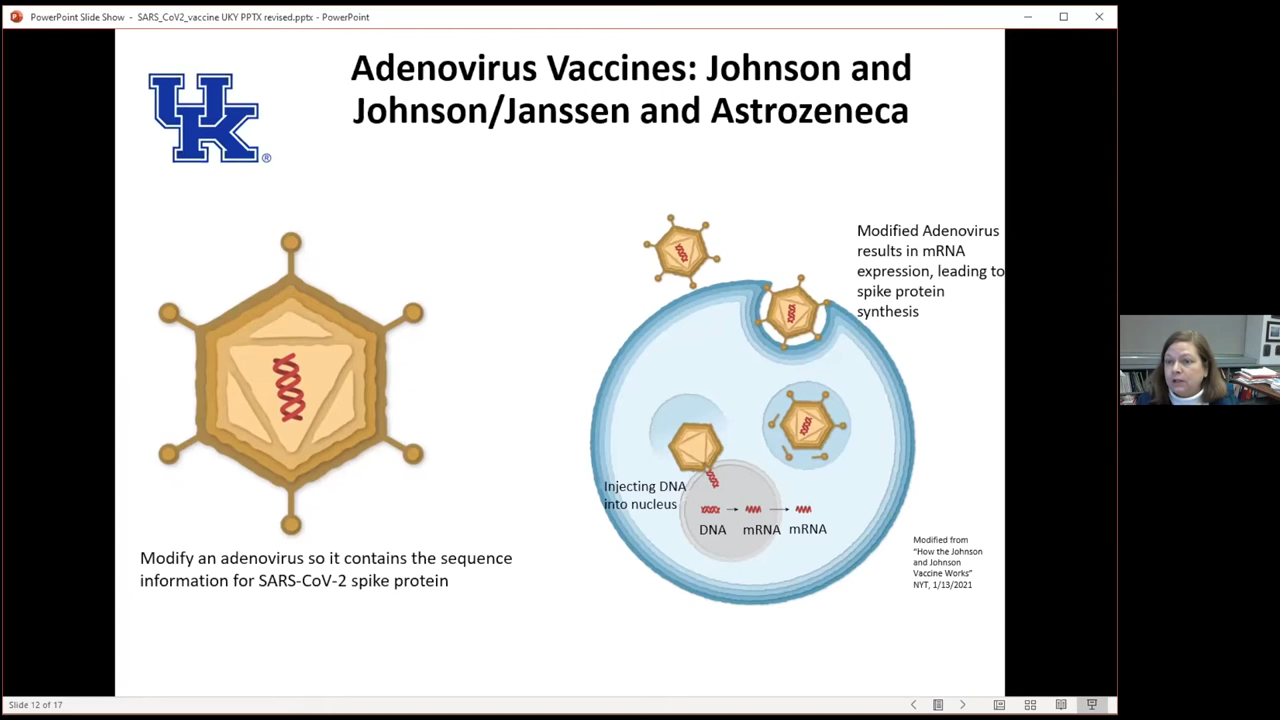 PowerPoint Slide Show - SARS_CoV2_vaccine UKY PPTX revised.pptx - PowerPoint
Adenovirus Vaccines: Johnson and
Johnson/Janssen and Astrozeneca
UK®
Modified Adenovirus
results in mRNA
expression, leading to
spike protein
synthesis
Injecting DNA
into nucleus
DNA mRNA mRNA
Modify an adenovirus so it contains the sequence
information for SARS-CoV-2 spike protein
Modified from
“How the Johnson
and Johnson
Vaccine Works”
NYT, 1/13/2021
Slide 12 of 17